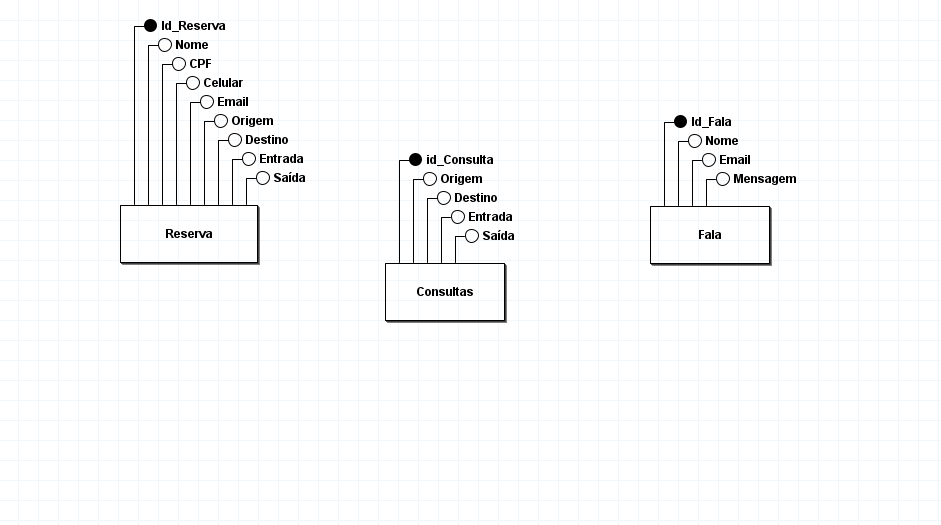 Id_Reserva
Nome
CPF
Celular
Email
Origem
Destino
Entrada
Saída
Reserva
id_Consulta
Origem
Destino
Entrada
Saída
Consultas
Id_Fala
Nome
Email
Mensagem
Fala